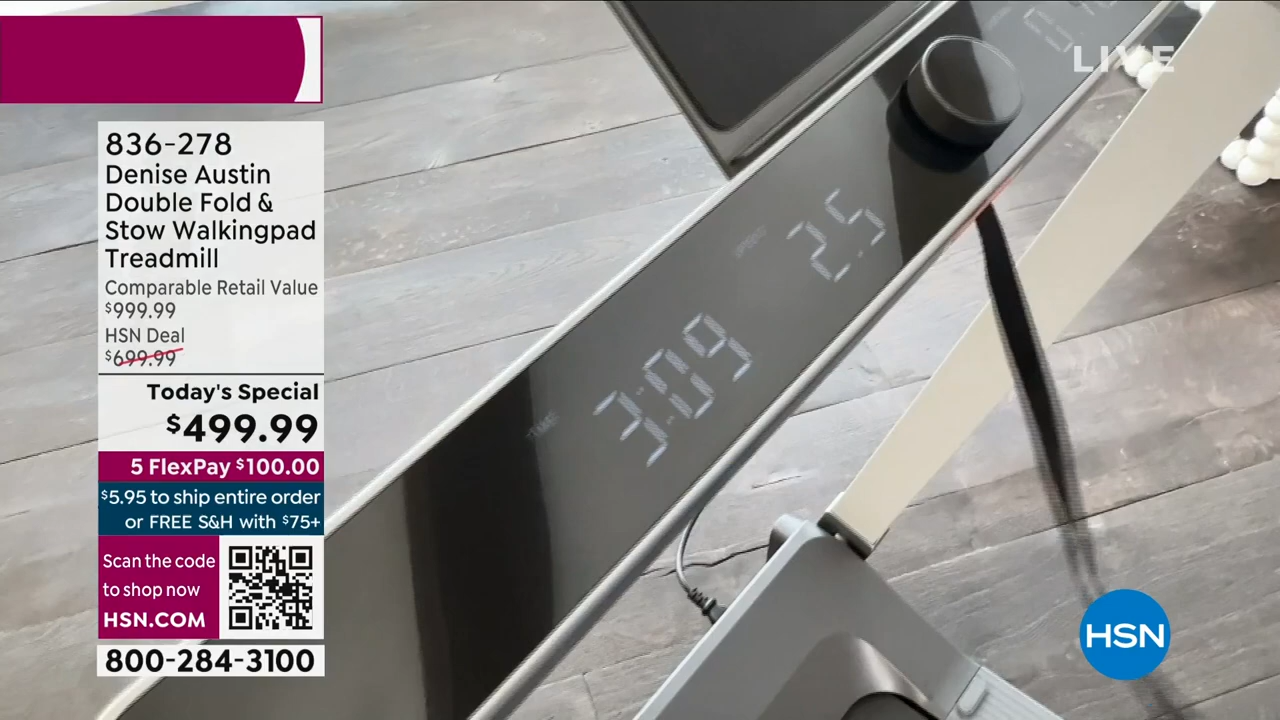 LIVE
836-278
Denise Austin
Double Fold &
Stow Walkingpad
Treadmill
Comparable Retail Value
$999.99
HSN Deal
$699.99
Today's Special
$499.99
5 FlexPay $100.00
$5.95 to ship entire order
or FREE S&H with $75+
Scan the code
to shop now
HSN.COM
800-284-3100
TIME
3:09
SPEED
2.5
HSN